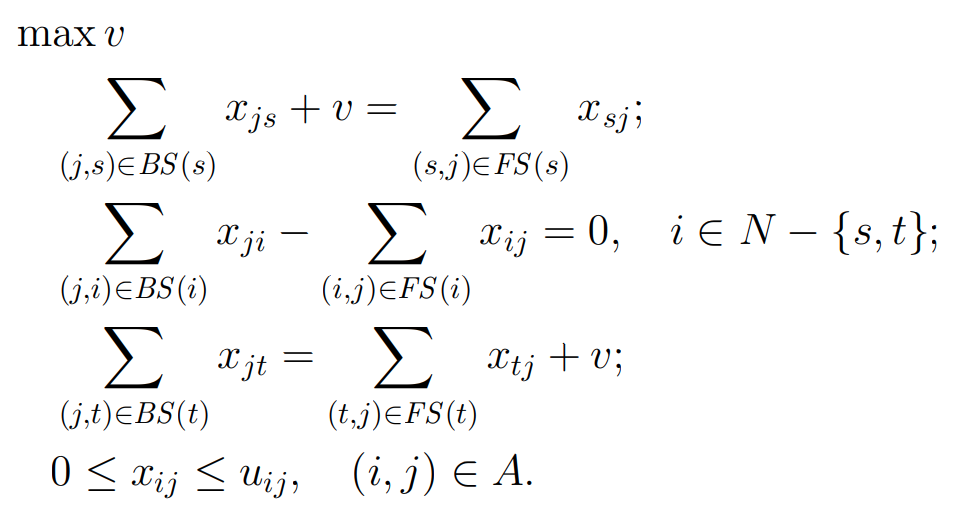 max v
∑_{(j,s)∈BS(s)} x_{js} + v = ∑_{(s,j)∈FS(s)} x_{sj};
∑_{(j,i)∈BS(i)} x_{ji} − ∑_{(i,j)∈FS(i)} x_{ij} = 0, i ∈ N − {s, t};
∑_{(j,t)∈BS(t)} x_{jt} = ∑_{(t,j)∈FS(t)} x_{tj} + v;
0 ≤ x_{ij} ≤ u_{ij}, (i, j) ∈ A.